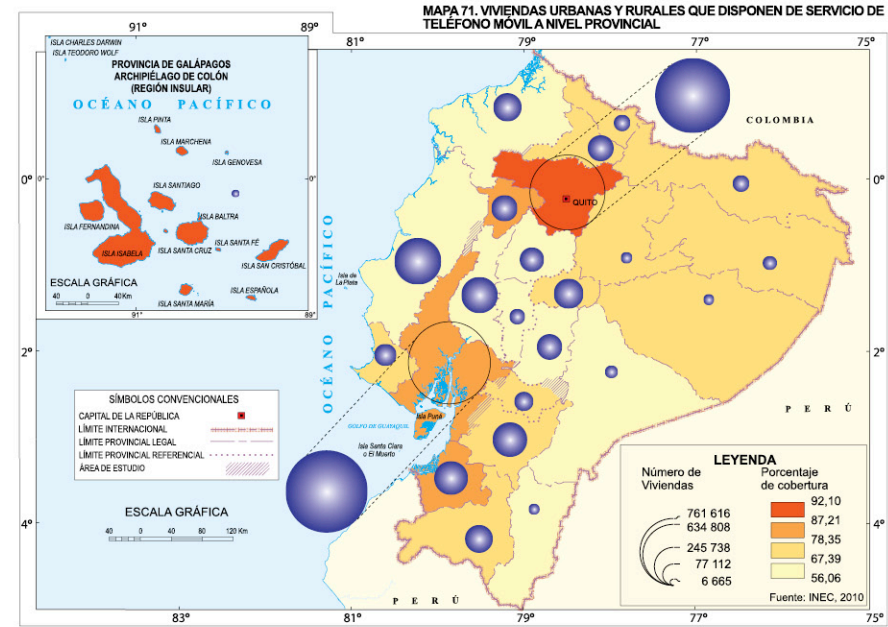 MAPA 71. VIVIENDAS URBANAS Y RURALES QUE DISPONEN DE SERVICIO DE
TELÉFONO MÓVIL A NIVEL PROVINCIAL
91°
81°
79°
77°
75°
ISLA CHARLES DARWIN
ISLA TEODORO WOLF
PROVINCIA DE GALÁPAGOS
ARCHIPIÉLAGO DE COLÓN
(REGIÓN INSULAR)
OCÉANO PACÍFICO
ISLA PINTA
ISLA MARCHENA
ISLA GENOVESA
COLOMBIA
0°
0°
89°
0°
ISLA SANTIAGO
ISLA BALTRA
ISLA FERNANDINA
ISLA SANTA CRUZ
ISLA SANTA FÉ
ISLA ISABELA
ISLA SAN CRISTÓBAL
ISLA ESPAÑOLA
ISLA SANTA MARÍA
ESCALA GRÁFICA
40 0 40 Km
91°
89°
QUITO
OCÉANO PACÍFICO
Isla de
La Plata
2°
2°
SÍMBOLOS CONVENCIONALES
CAPITAL DE LA REPÚBLICA
LÍMITE INTERNACIONAL
LÍMITE PROVINCIAL LEGAL
LÍMITE PROVINCIAL REFERENCIAL
ÁREA DE ESTUDIO
Isla Puná
GOLFO DE GUAYAQUIL
Isla Santa Clara
o El Muerto
PERÚ
ESCALA GRÁFICA
40 0 40 80 120 Km
4°
4°
LEYENDA
Número de
Viviendas
761 616
634 808
245 738
77 112
6 665
Porcentaje
de cobertura
92,10
87,21
78,35
67,39
56,06
Fuente: INEC, 2010
PERÚ
83°
81°
79°
77°
75°